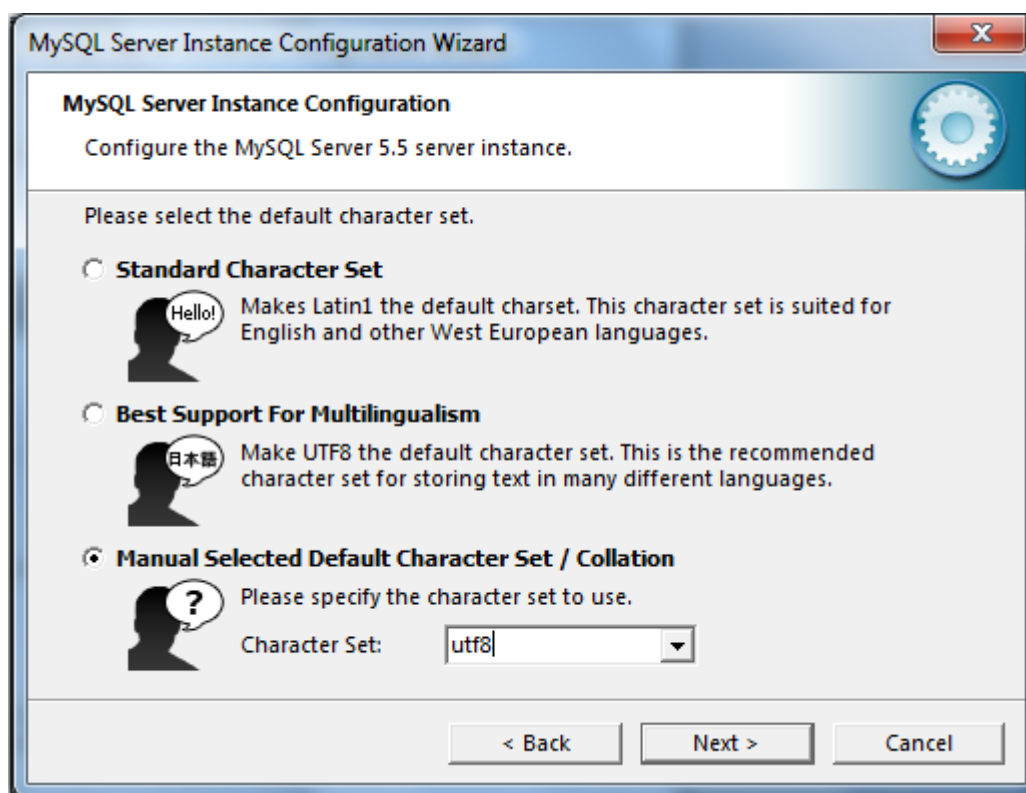 MySQL Server Instance Configuration Wizard
MySQL Server Instance Configuration
Configure the MySQL Server 5.5 server instance.
Please select the default character set.
Standard Character Set
Hello!
Makes Latin1 the default charset. This character set is suited for
English and other West European languages.
Best Support For Multilingualism
日本語
Make UTF8 the default character set. This is the recommended
character set for storing text in many different languages.
Manual Selected Default Character Set / Collation
?
Please specify the character set to use.
Character Set: utf8
< Back Next > Cancel